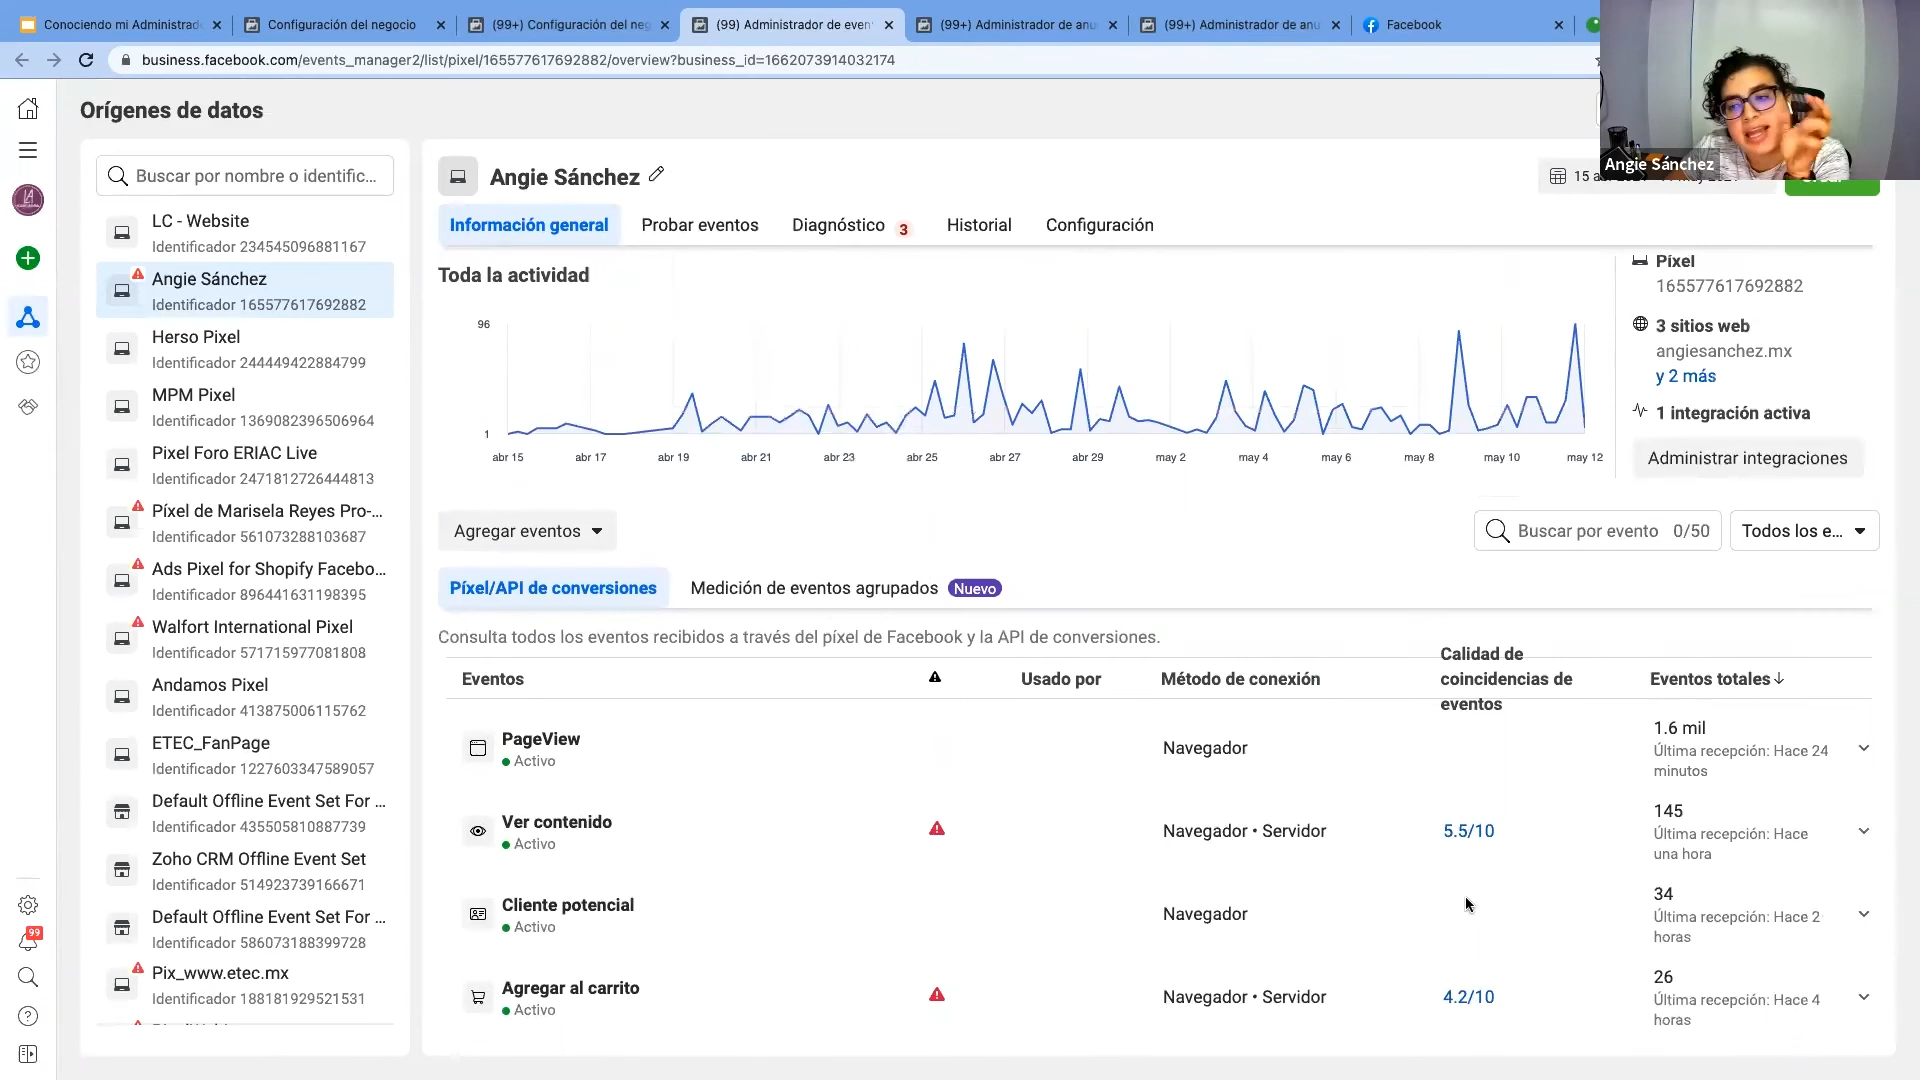 Conociendo mi Administrad
Configuración del negocio
(99+) Configuración del neg
(99) Administrador de even
(99+) Administrador de anu
(99+) Administrador de anu
Facebook
business.facebook.com/events_manager2/list/pixel/165577617692882/overview?business_id=1662073914032174
Orígenes de datos
Buscar por nombre o identific...
LC - Website
Identificador 234545096881167
Angie Sánchez
Identificador 165577617692882
Herso Pixel
Identificador 244449422884799
MPM Pixel
Identificador 1369082396506964
Pixel Foro ERIAC Live
Identificador 2471812726444813
Píxel de Marisela Reyes Pro-...
Identificador 561073288103687
Ads Pixel for Shopify Facebo...
Identificador 896441631198395
Walfort International Pixel
Identificador 571715977081808
Andamos Pixel
Identificador 413875006115762
ETEC_FanPage
Identificador 1227603347589057
Default Offline Event Set For ...
Identificador 435505810887739
Zoho CRM Offline Event Set
Identificador 514923739166671
Default Offline Event Set For ...
Identificador 586073188399728
Pix_www.etec.mx
Identificador 188181929521531
99
Angie Sánchez
Angie Sánchez
15
Información general
Probar eventos
Diagnóstico 3
Historial
Configuración
Toda la actividad
96
1
abr 15 abr 17 abr 19 abr 21 abr 23 abr 25 abr 27 abr 29 may 2 may 4 may 6 may 8 may 10 may 12
Píxel
165577617692882
3 sitios web
angiesanchez.mx
y 2 más
1 integración activa
Administrar integraciones
Agregar eventos
Buscar por evento 0/50
Todos los e...
Píxel/API de conversiones
Medición de eventos agrupados Nuevo
Consulta todos los eventos recibidos a través del píxel de Facebook y la API de conversiones.
Eventos
Usado por
Método de conexión
Calidad de
coincidencias de
eventos
Eventos totales
PageView
Activo
Navegador
1.6 mil
Última recepción: Hace 24
minutos
Ver contenido
Activo
Navegador • Servidor
5.5/10
145
Última recepción: Hace
una hora
Cliente potencial
Activo
Navegador
34
Última recepción: Hace 2
horas
Agregar al carrito
Activo
Navegador • Servidor
4.2/10
26
Última recepción: Hace 4
horas